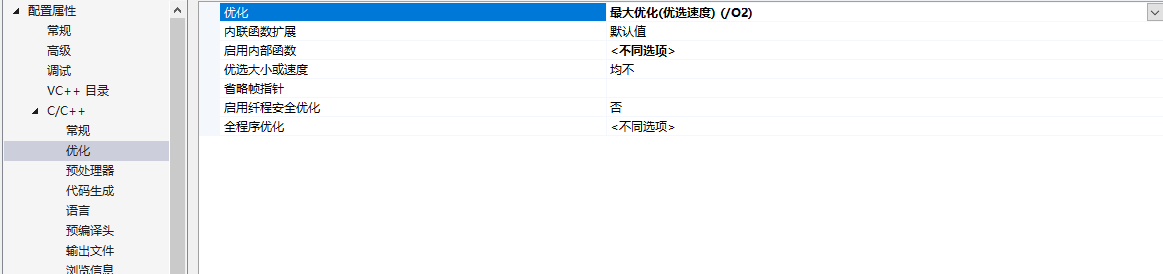 配置属性
常规
高级
调试
VC++ 目录
C/C++
常规
优化
预处理器
代码生成
语言
预编译头
输出文件
浏览信息
优化 最大优化(优选速度) (/O2)
内联函数扩展 默认值
启用内部函数 <不同选项>
优选大小或速度 均不
省略帧指针
启用纤程安全优化 否
全程序优化 <不同选项>